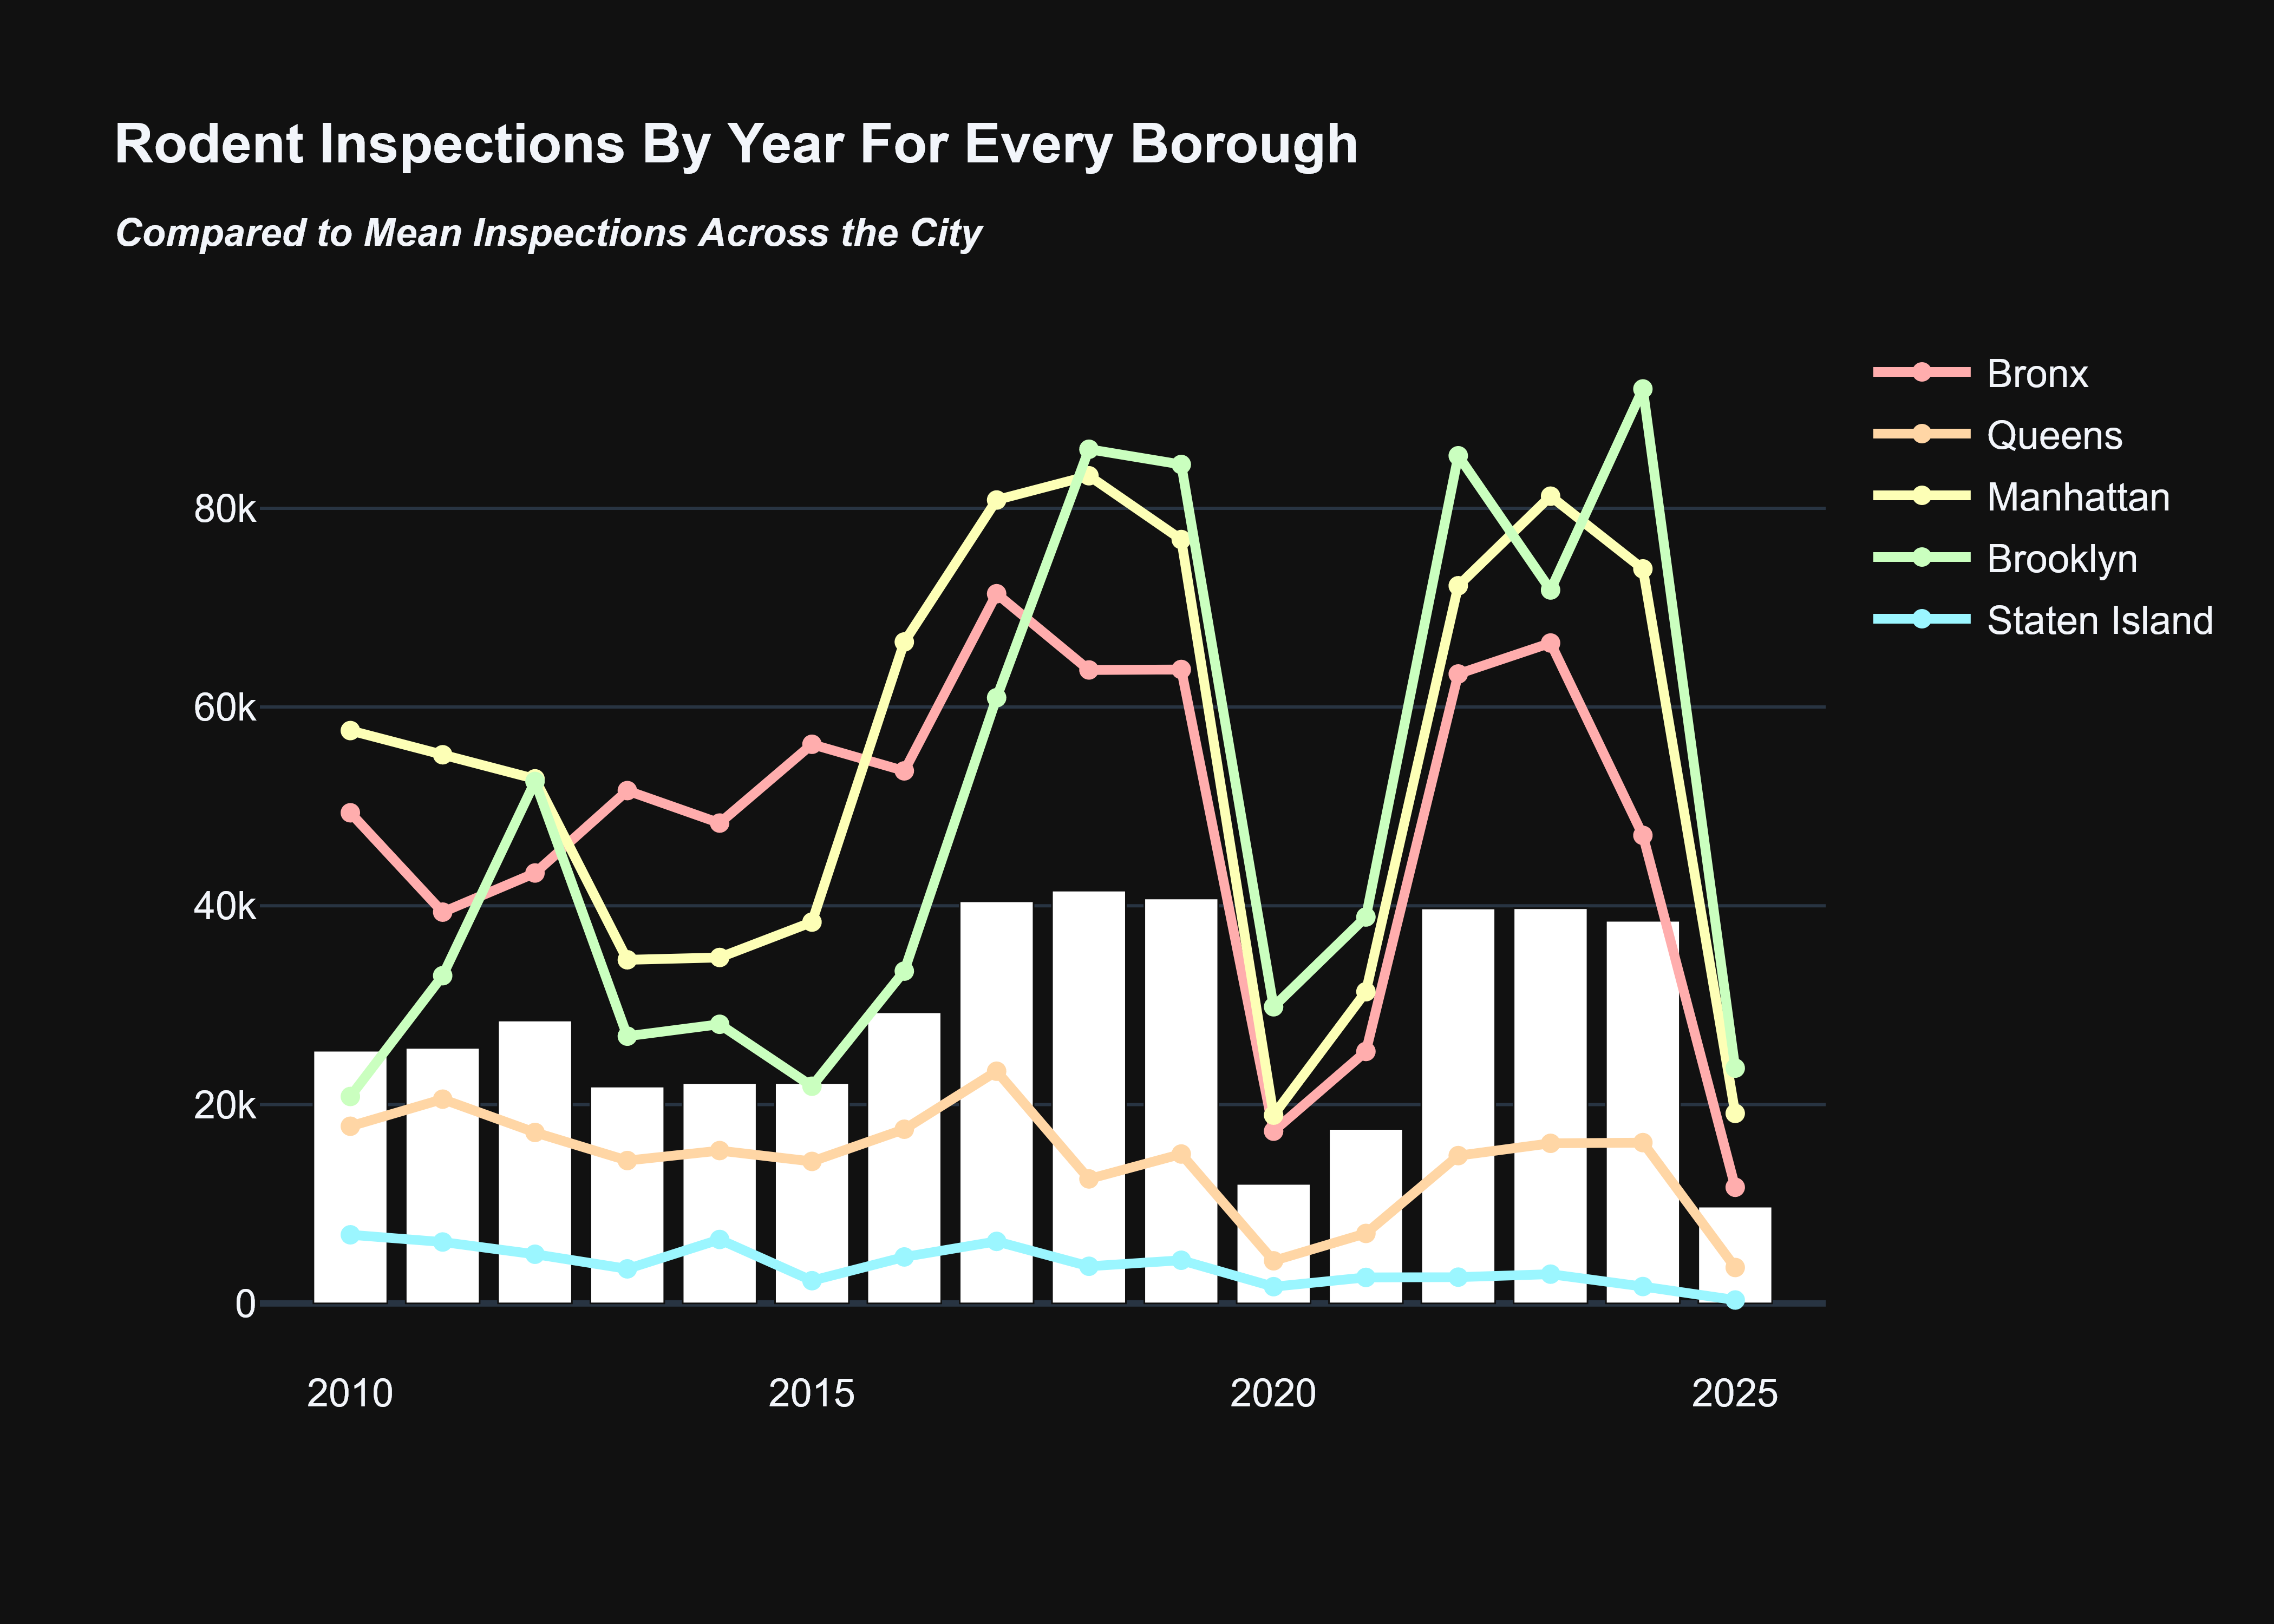 Rodent Inspections By Year For Every Borough
Compared to Mean Inspections Across the City
Bronx
Queens
Manhattan
Brooklyn
Staten Island
80k
60k
40k
20k
0
2010
2015
2020
2025